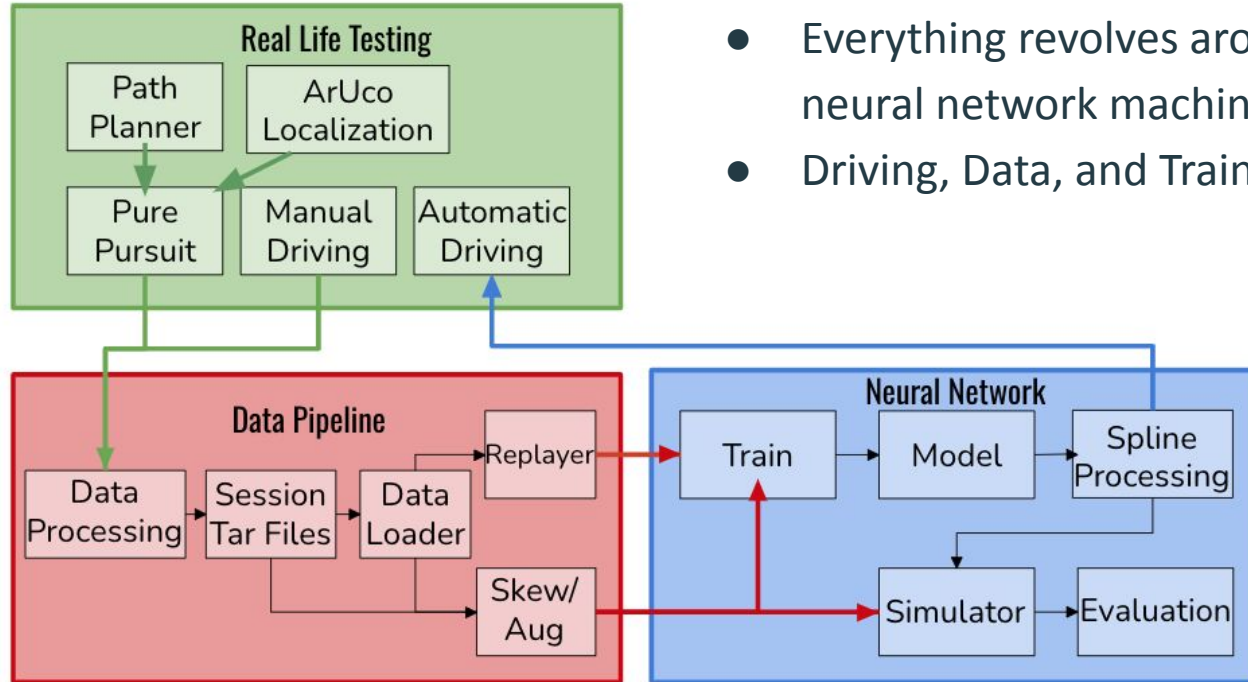 Real Life Testing
Path
Planner
ArUco
Localization
Pure
Pursuit
Manual
Driving
Automatic
Driving
● Everything revolves aro
neural network machin
● Driving, Data, and Train
Data Pipeline
Data
Processing
Session
Tar Files
Data
Loader
Replayer
Skew/
Aug
Neural Network
Train
Model
Spline
Processing
Simulator
Evaluation